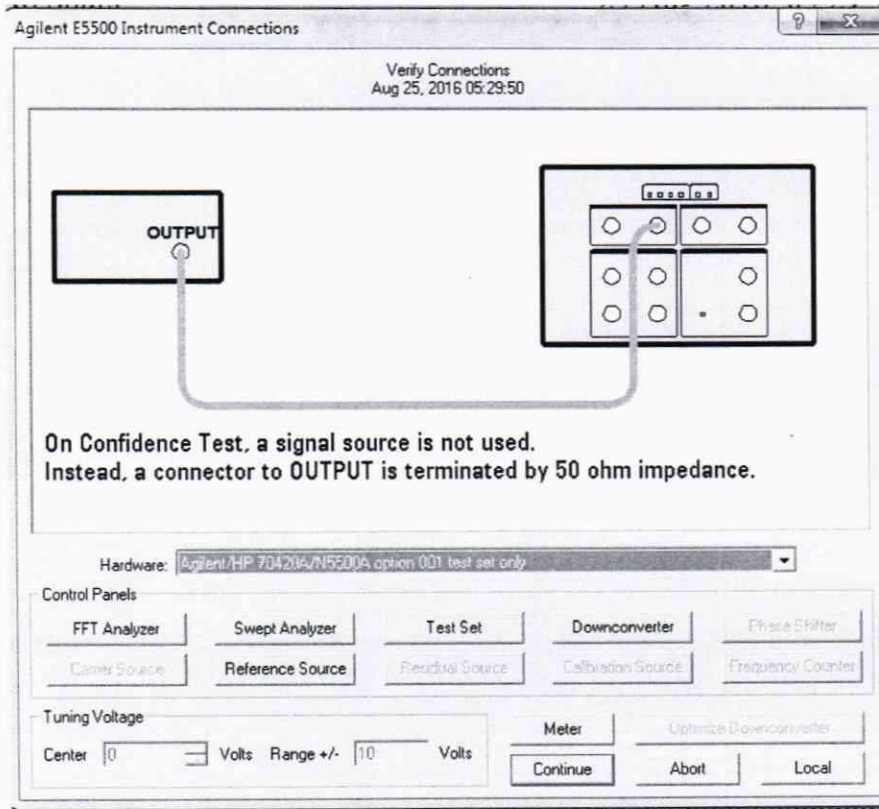 Agilent E5500 Instrument Connections
Verify Connections
Aug 25, 2016 05:29:50
OUTPUT
On Confidence Test, a signal source is not used.
Instead, a connector to OUTPUT is terminated by 50 ohm impedance.
Hardware: Agilent/HP 70420A/N5500A option 001 test set only
Control Panels
FFT Analyzer Swept Analyzer Test Set Downconverter Phase Shifter
Carrier Source Reference Source Residual Source Calibration Source Frequency Counter
Tuning Voltage
Center 0 Volts Range +/- 10 Volts
Meter Optimize Downconverter
Continue Abort Local